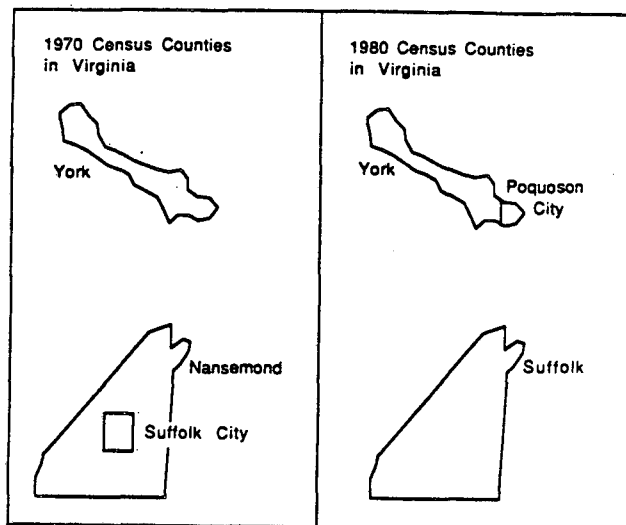 1970 Census Counties
in Virginia
York
Nansemond
Suffolk City
1980 Census Counties
in Virginia
York
Poquoson
City
Suffolk